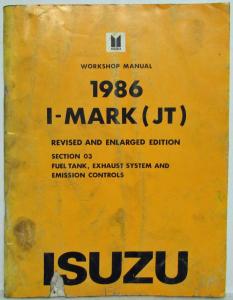 WORKSHOP MANUAL
1986
I-MARK (JT)
REVISED AND ENLARGED EDITION
SECTION 03
FUEL TANK, EXHAUST SYSTEM AND
EMISSION CONTROLS
ISUZU